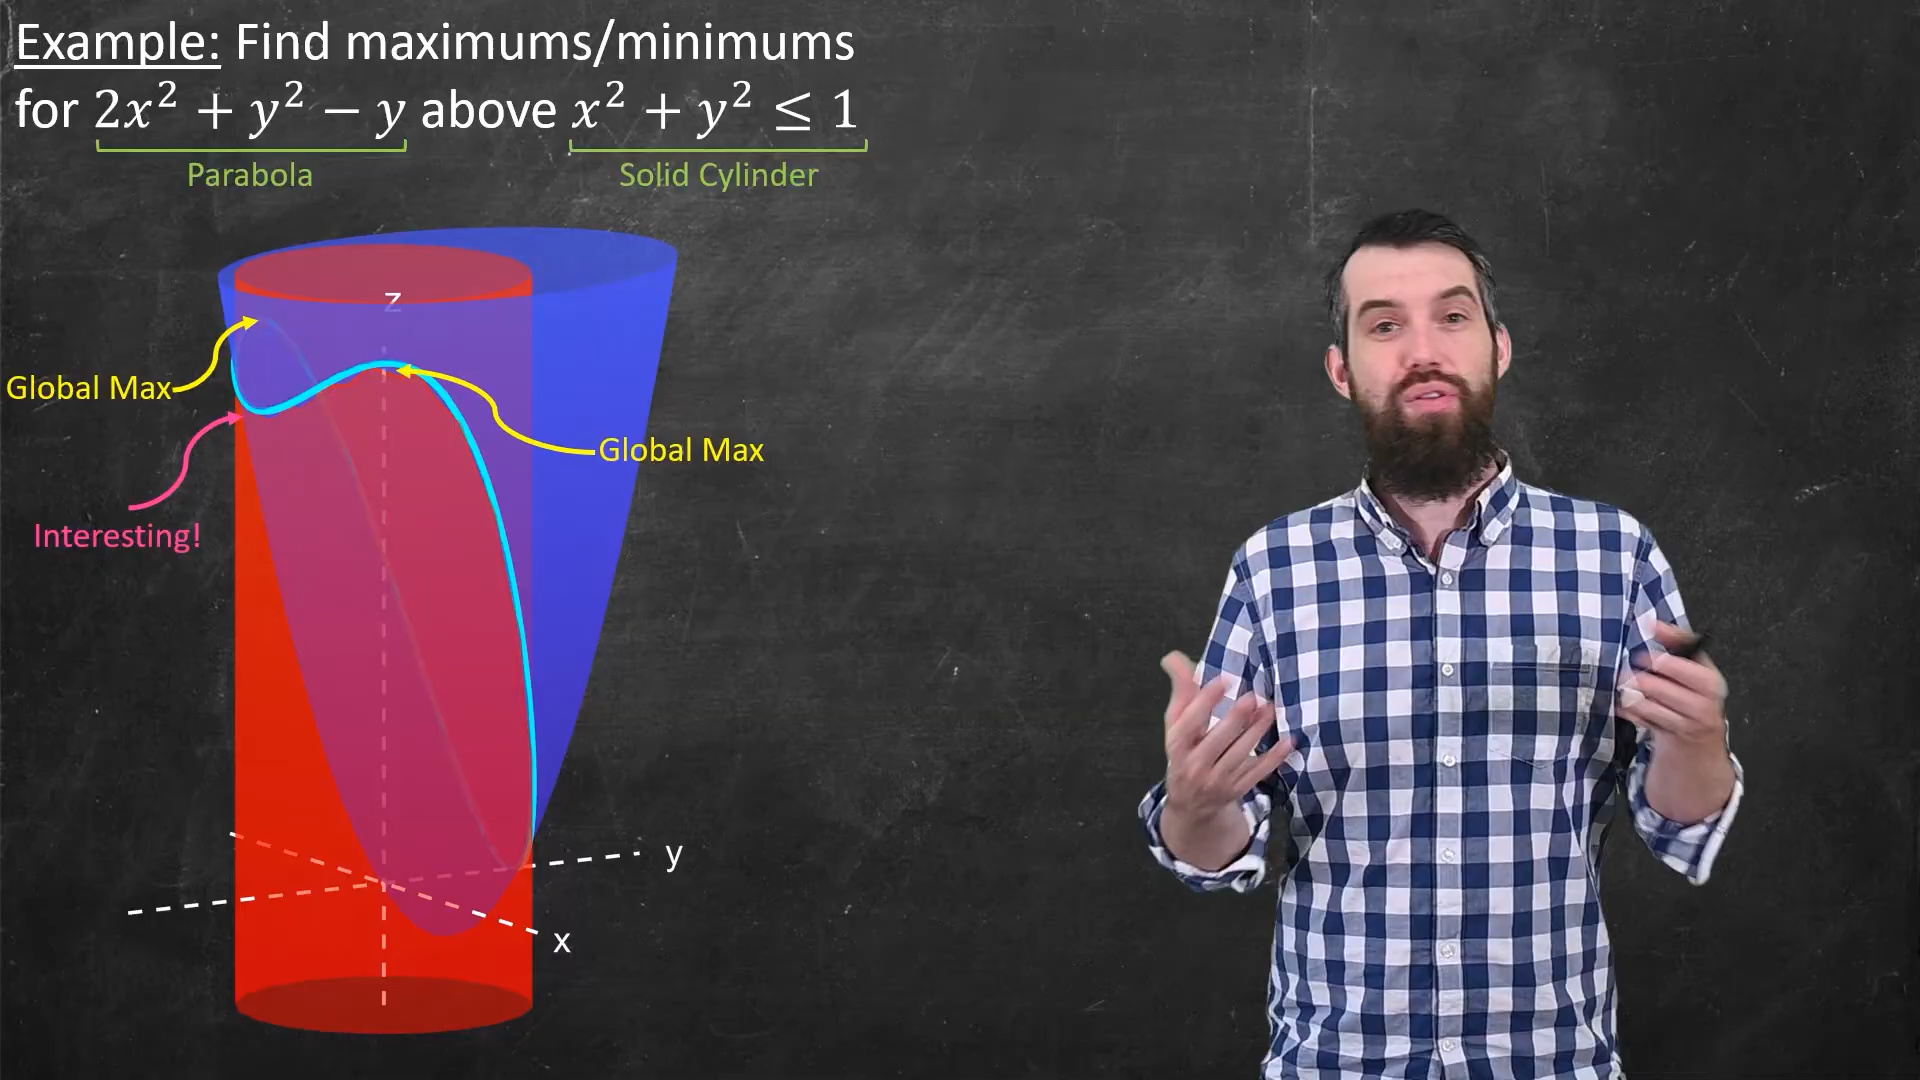 Example: Find maximums/minimums
for 2x² + y² − y above x² + y² ≤ 1
Parabola
Solid Cylinder
z
Global Max
Global Max
Interesting!
y
x